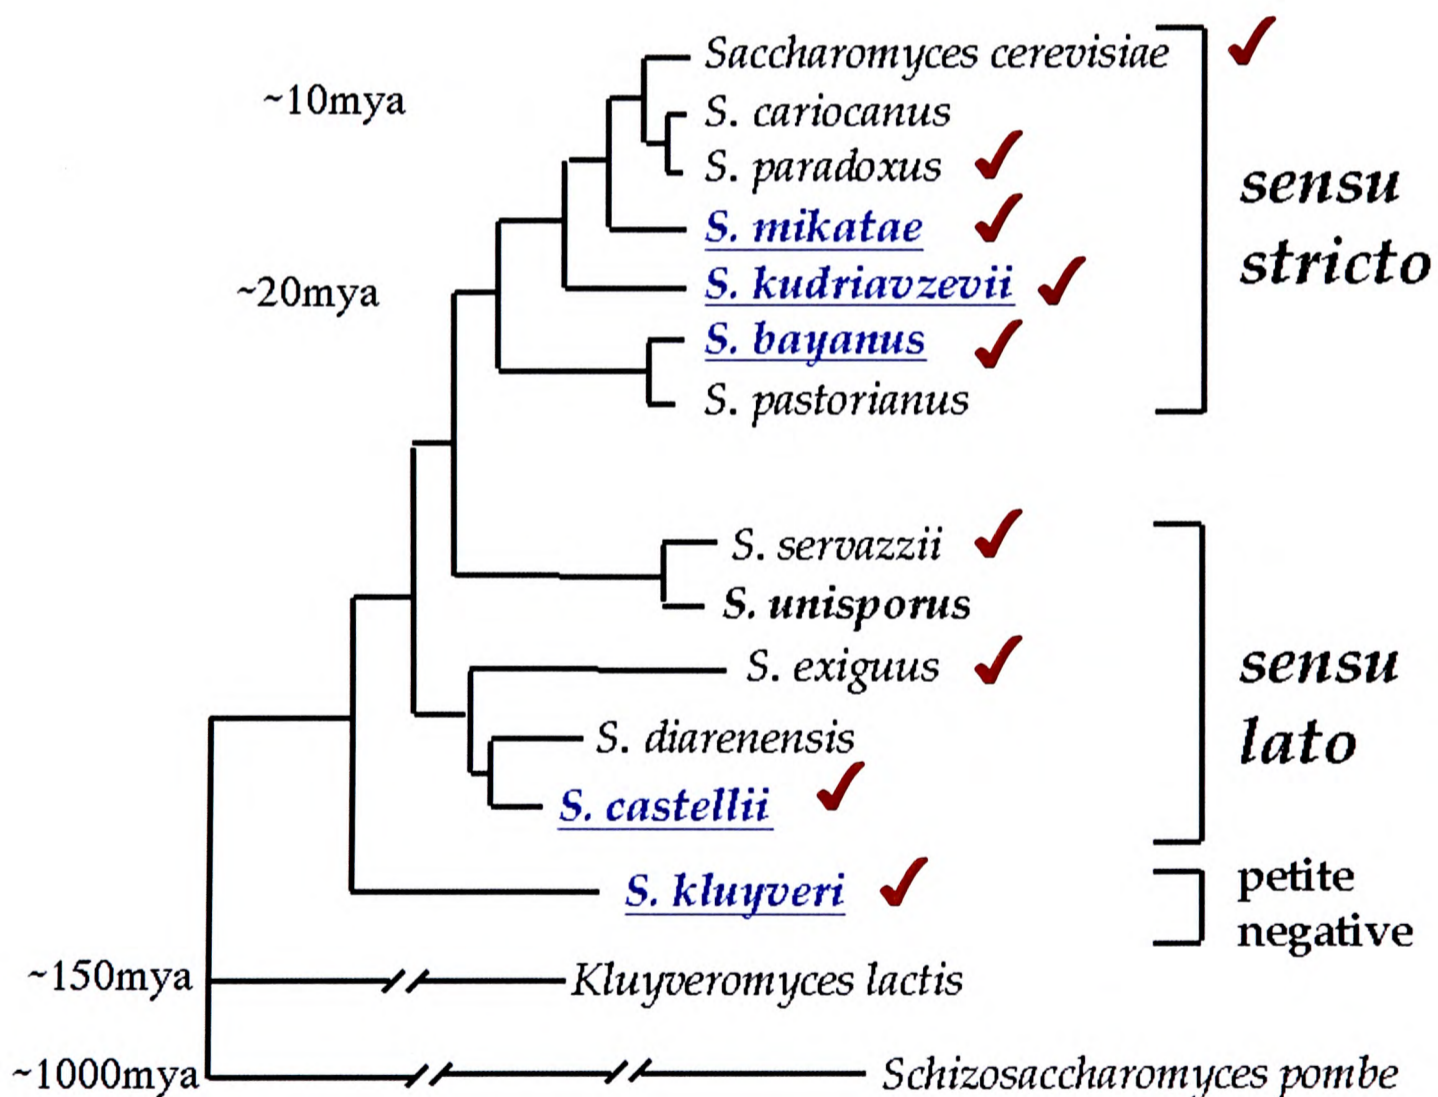 Saccharomyces cerevisiae
~10mya
S. cariocanus
S. paradoxus
sensu
stricto
S. mikatae
S. kudriavzevii
~20mya
S. bayanus
S. pastorianus
S. servazzii
S. unisporus
S. exiguus
sensu
lato
S. diarenensis
S. castellii
S. kluyveri
petite
negative
~150mya
Kluyveromyces lactis
~1000mya
Schizosaccharomyces pombe